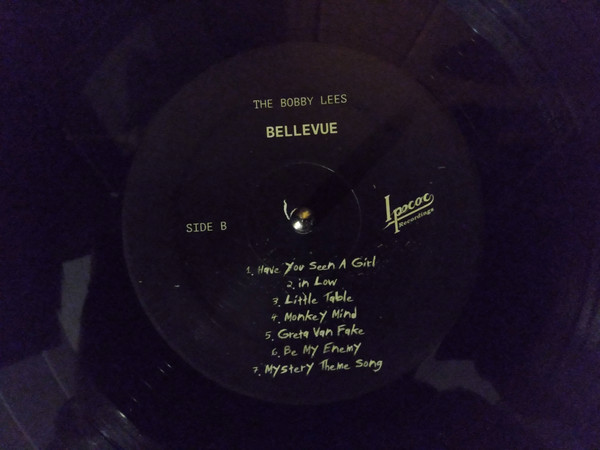 THE BOBBY LEES
BELLEVUE
SIDE B
Ipecac
Recordings
1. Have You Seen A Girl
2. in Low
3. Little Table
4. Monkey Mind
5. Greta Van Fake
6. Be My Enemy
7. Mystery Theme Song